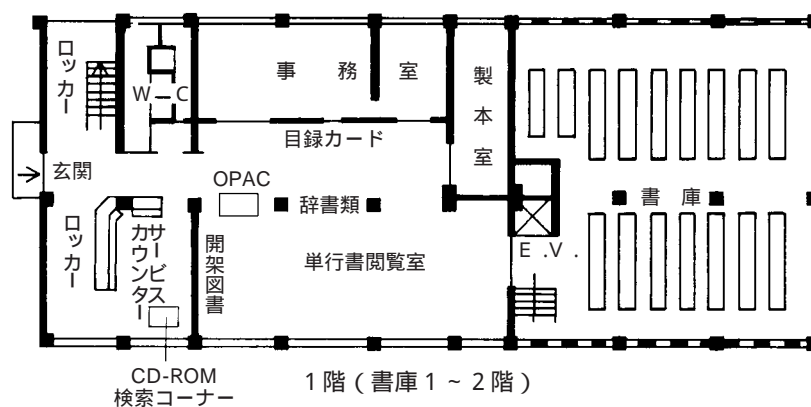 ロッカー
W-C
事務室
製本室
目録カード
玄関
OPAC
辞書類
書庫
ロッカー
サービスカウンター
開架図書
単行書閲覧室
E.V.
CD-ROM
検索コーナー
1階(書庫1~2階)